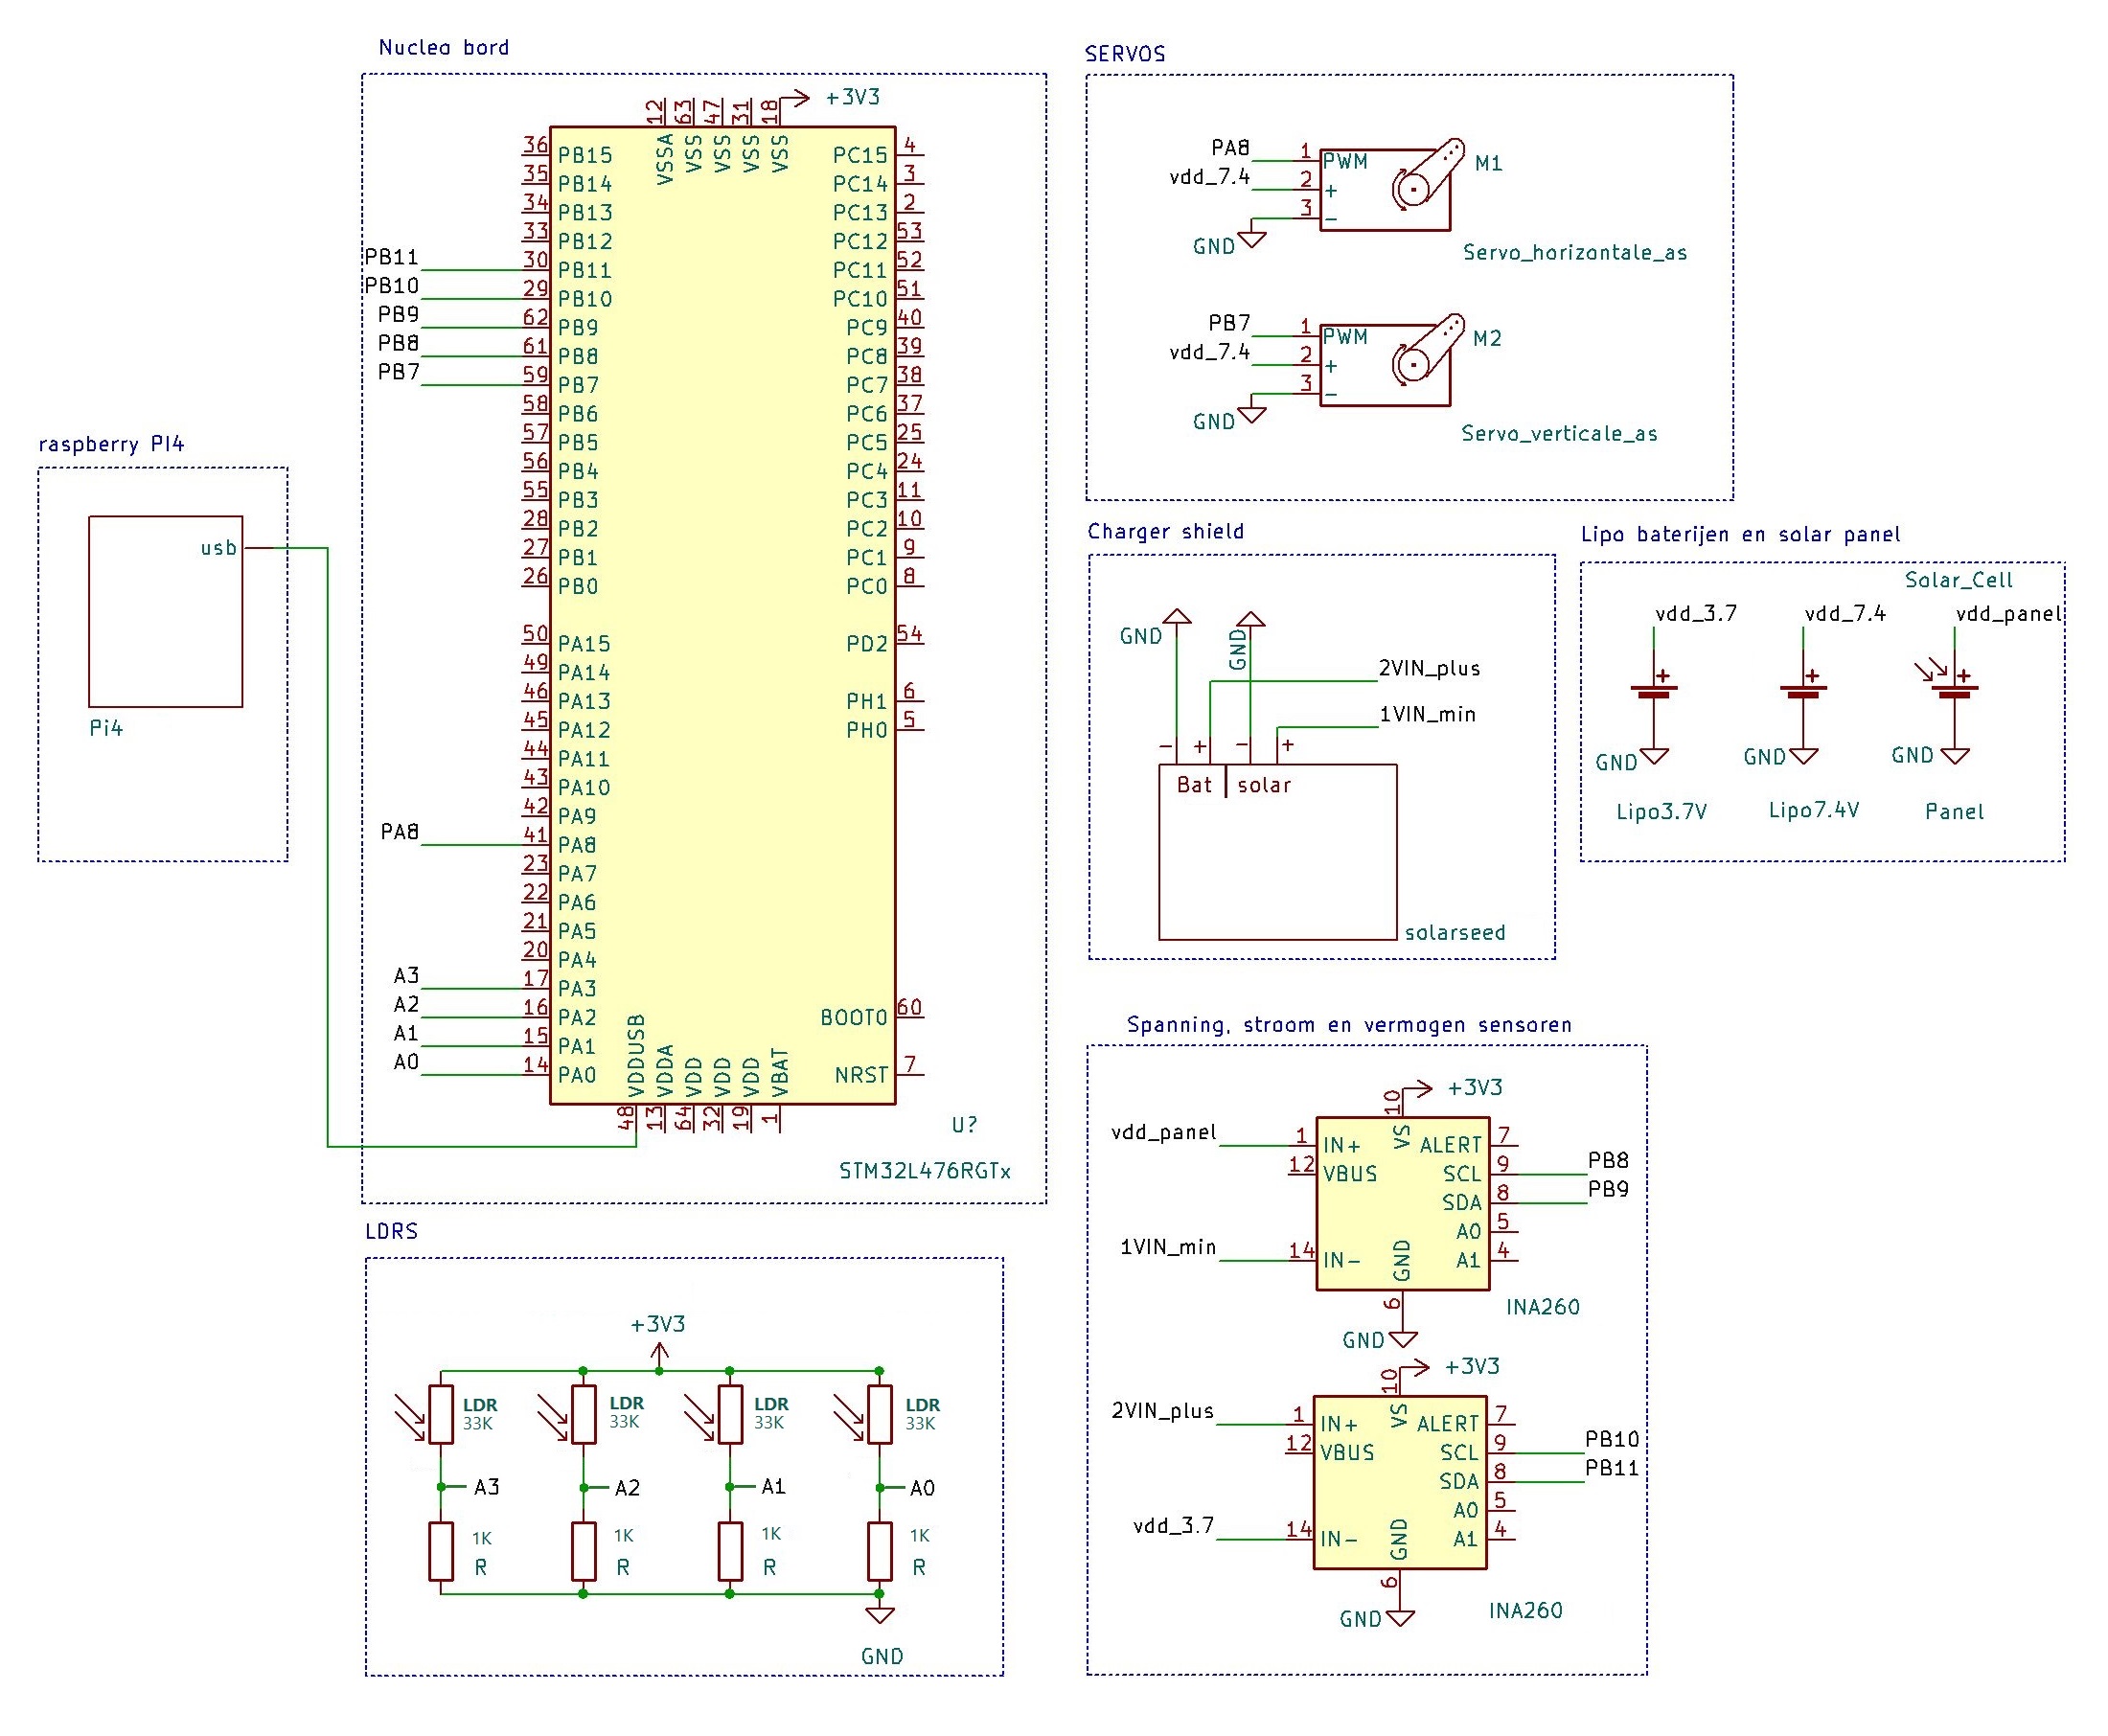 Nucleo bord
+3V3
12 63 47 31 18
VSSA VSS VSS VSS VSS
36 PB15
35 PB14
34 PB13
33 PB12
PB11 30 PB11
PB10 29 PB10
PB9 62 PB9
PB8 61 PB8
PB7 59 PB7
58 PB6
57 PB5
56 PB4
55 PB3
28 PB2
27 PB1
26 PB0
50 PA15
49 PA14
46 PA13
45 PA12
44 PA11
43 PA10
42 PA9
PA8 41 PA8
23 PA7
22 PA6
21 PA5
20 PA4
A3 17 PA3
A2 16 PA2
A1 15 PA1
A0 14 PA0
PC15 4
PC14 3
PC13 2
PC12 53
PC11 52
PC10 51
PC9 40
PC8 39
PC7 38
PC6 37
PC5 25
PC4 24
PC3 11
PC2 10
PC1 9
PC0 8
PD2 54
PH1 6
PH0 5
BOOT0 60
NRST 7
VDDUSB VDDA VDD VDD VDD VBAT
48 13 64 32 19 1
U?
STM32L476RGTx
raspberry PI4
usb
Pi4
LDRS
+3V3
LDR LDR LDR LDR
33K 33K 33K 33K
A3 A2 A1 A0
1K 1K 1K 1K
R R R R
GND
SERVOS
PA8 1 PWM M1
vdd_7.4 2 +
3 -
GND
Servo_horizontale_as
PB7 1 PWM M2
vdd_7.4 2 +
3 -
GND
Servo_verticale_as
Charger shield
GND GND
2VIN_plus
1VIN_min
- + - +
Bat solar
solarseed
Lipo baterijen en solar panel
Solar_Cell
vdd_3.7 vdd_7.4 vdd_panel
+ + +
GND GND GND
Lipo3.7V Lipo7.4V Panel
Spanning, stroom en vermogen sensoren
+3V3
10
VS
vdd_panel 1 IN+ ALERT 7
12 VBUS SCL 9 PB8
SDA 8 PB9
A0 5
1VIN_min 14 IN- A1 4
GND
6
INA260
GND
+3V3
10
VS
2VIN_plus 1 IN+ ALERT 7
12 VBUS SCL 9 PB10
SDA 8 PB11
A0 5
vdd_3.7 14 IN- A1 4
GND
6
INA260
GND